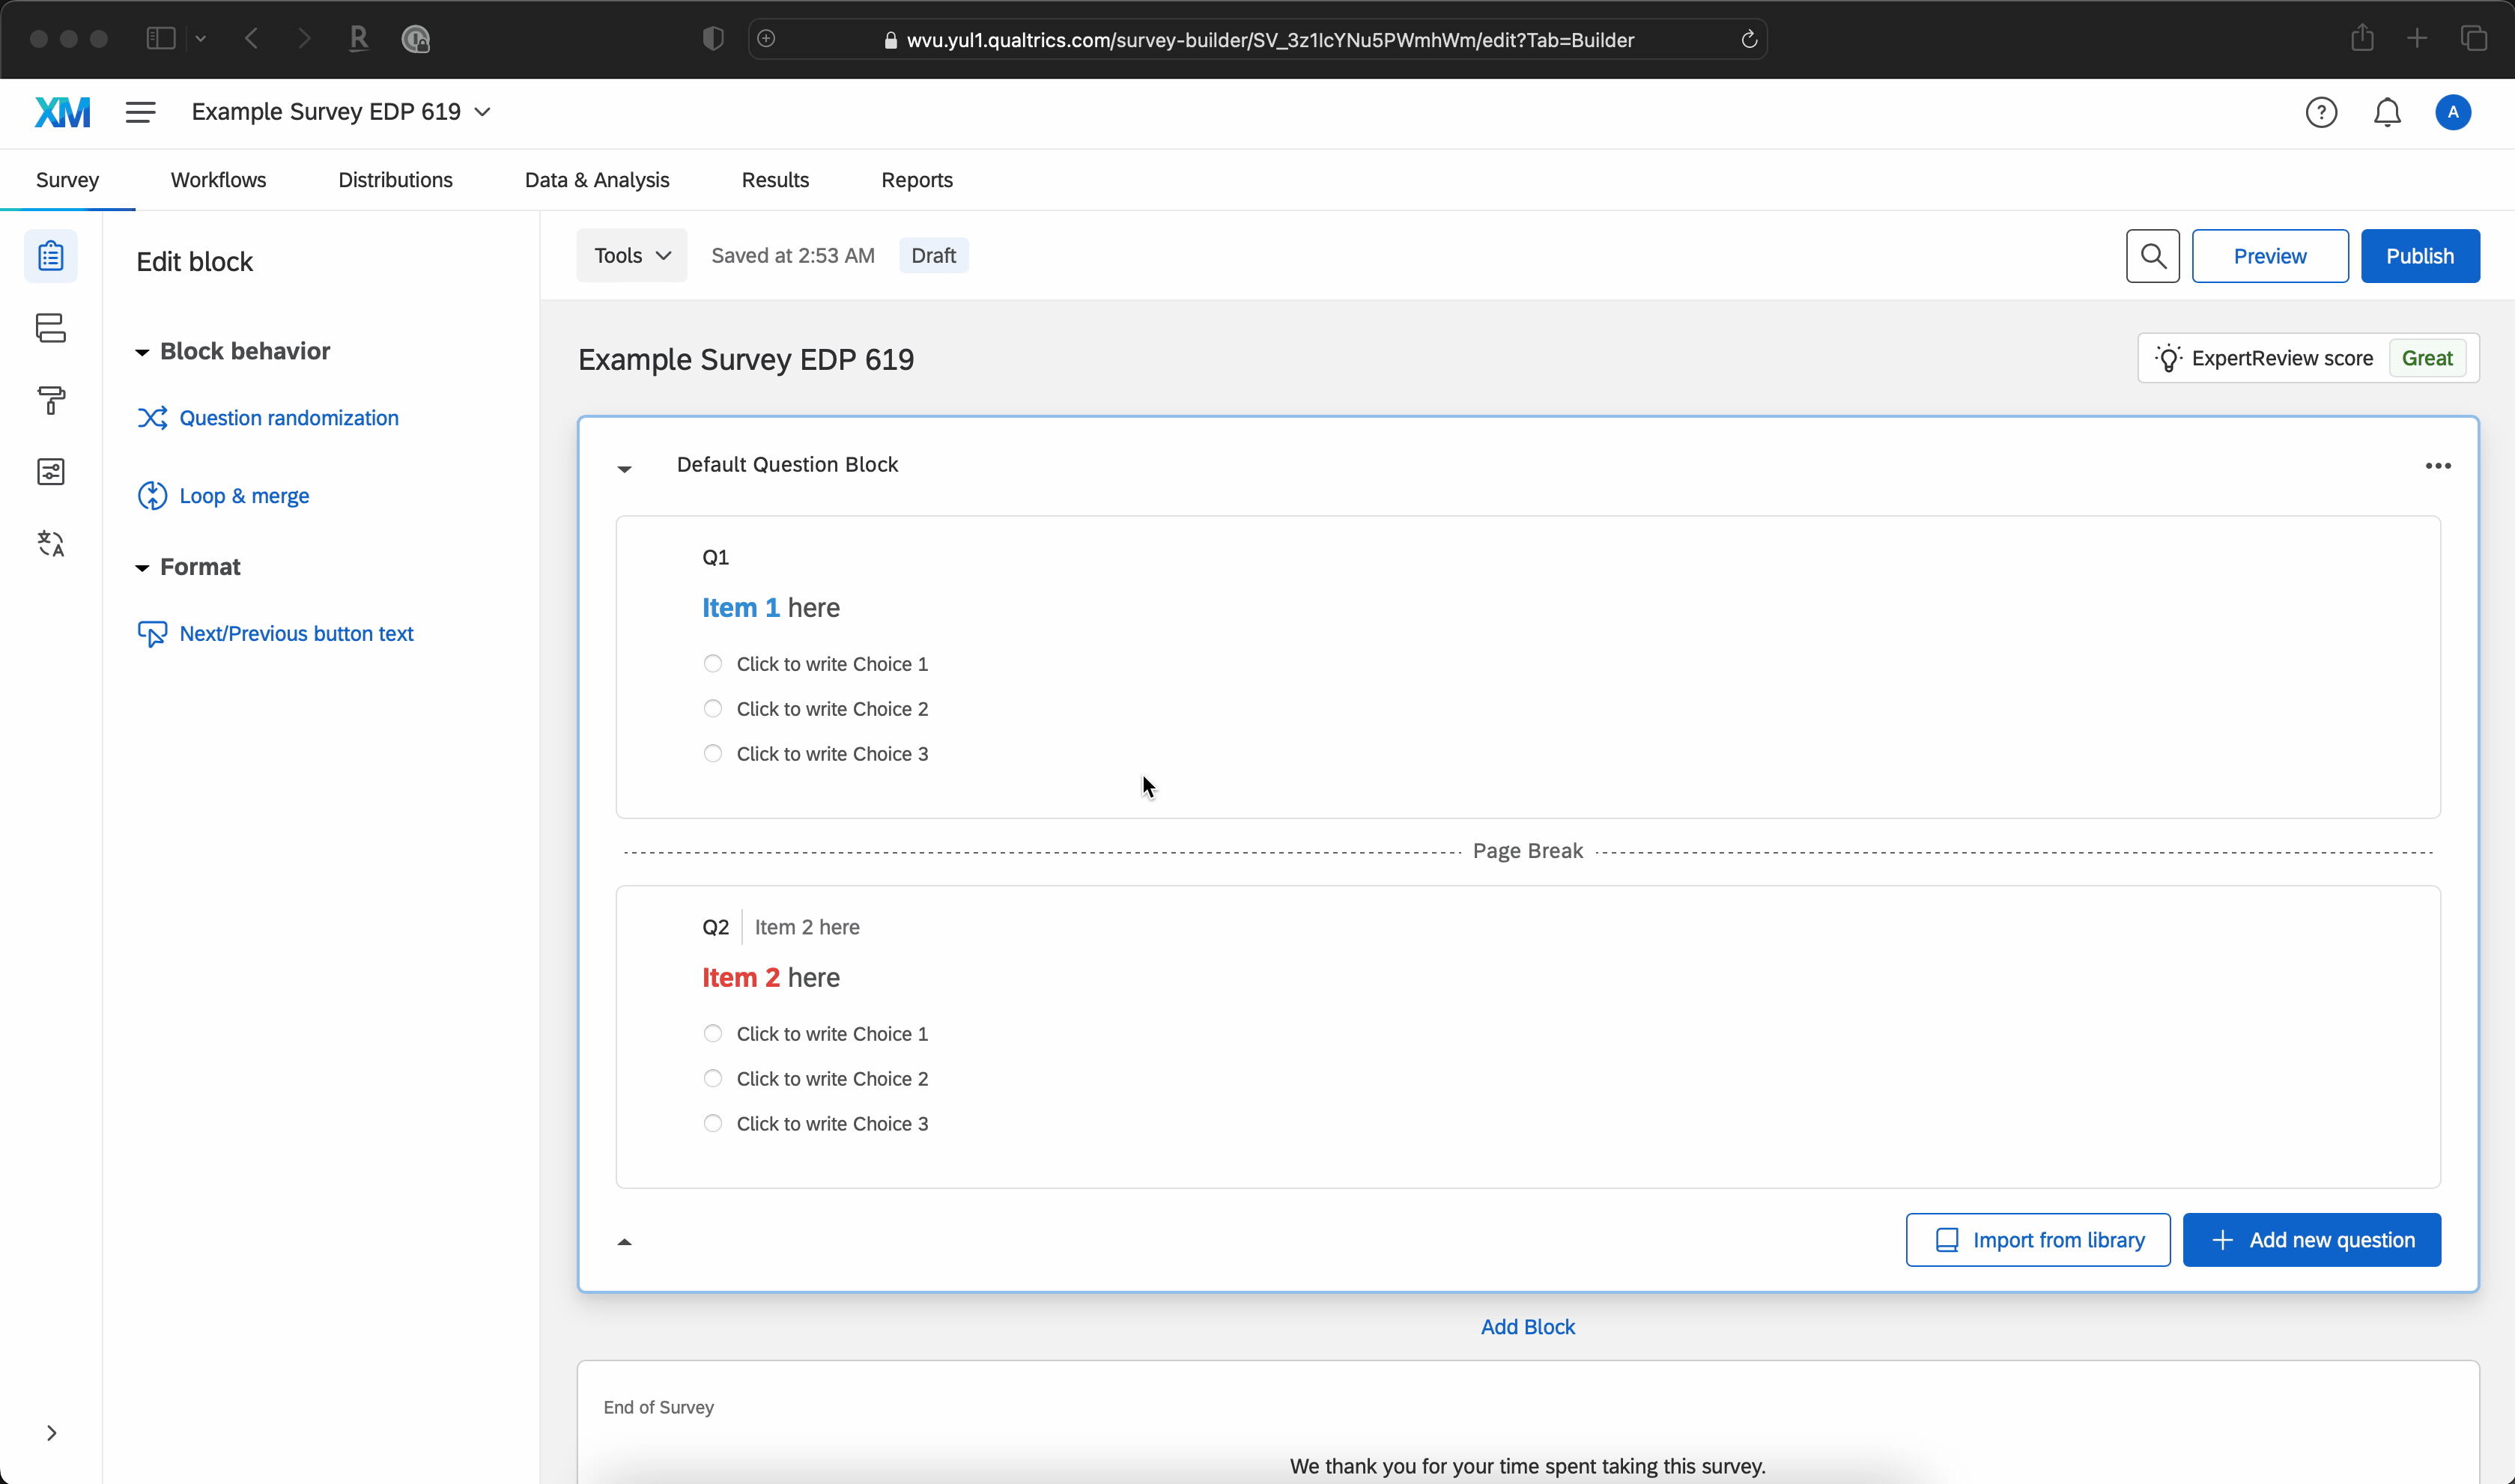 wvu.yul1.qualtrics.com/survey-builder/SV_3z1lcYNu5PWmhWm/edit?Tab=Builder
XM Example Survey EDP 619 ? A
Survey Workflows Distributions Data & Analysis Results Reports
Edit block
Tools Saved at 2:53 AM Draft Preview Publish
Block behavior
Question randomization
Loop & merge
Format
Next/Previous button text
Example Survey EDP 619
ExpertReview score Great
Default Question Block
Q1
Item 1 here
Click to write Choice 1
Click to write Choice 2
Click to write Choice 3
Page Break
Q2 Item 2 here
Item 2 here
Click to write Choice 1
Click to write Choice 2
Click to write Choice 3
Import from library + Add new question
Add Block
End of Survey
We thank you for your time spent taking this survey.